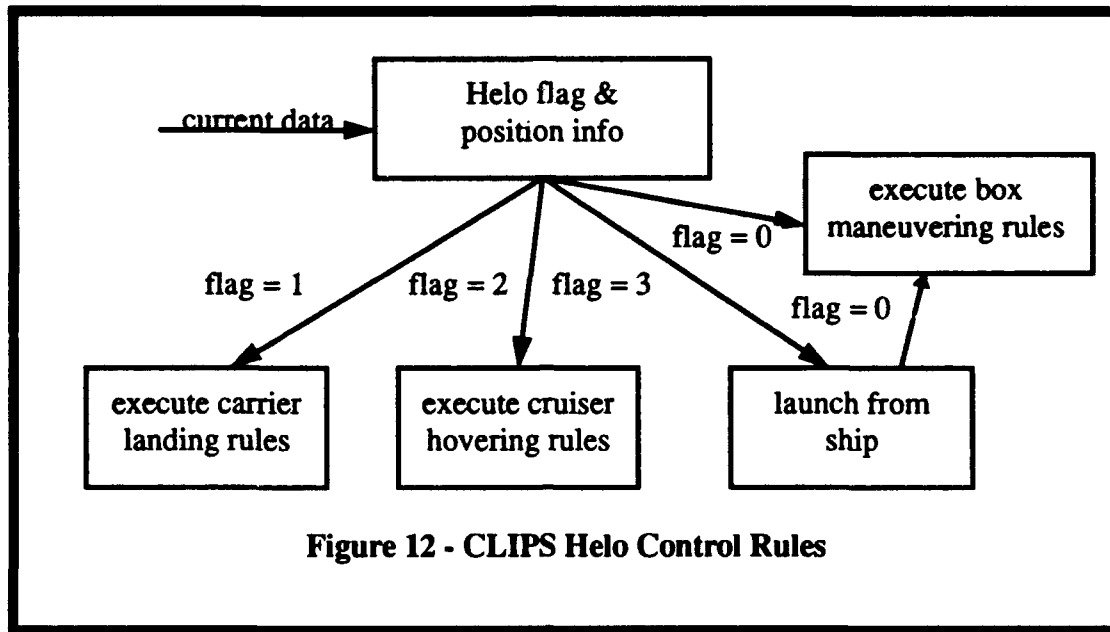 Helo flag &
position info
current data
execute box
maneuvering rules
flag = 0
flag = 1
flag = 2
flag = 3
flag = 0
execute carrier
landing rules
execute cruiser
hovering rules
launch from
ship
Figure 12 - CLIPS Helo Control Rules